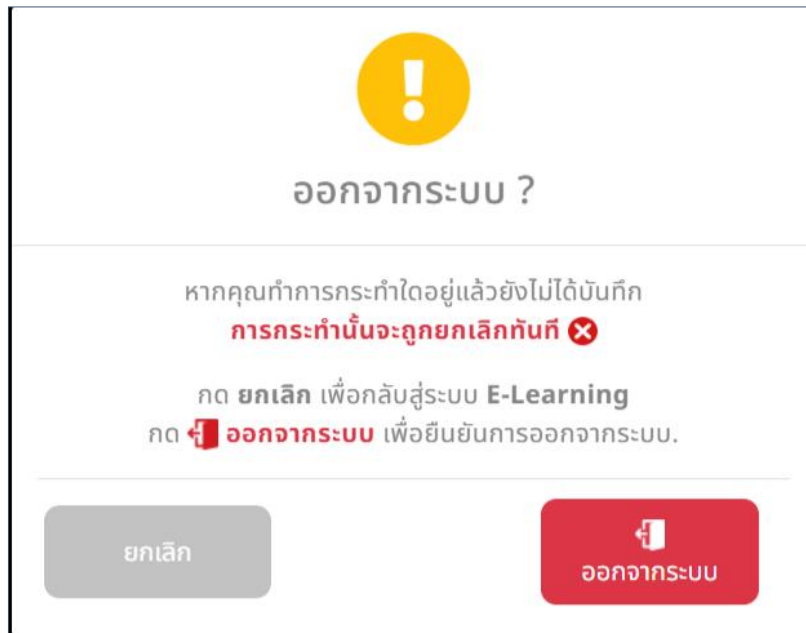 ออกจากระบบ ?
หากคุณทำการกระทำใดอยู่แล้วยังไม่ได้บันทึก
การกระทำนั้นจะถูกยกเลิกทันที
กด ยกเลิก เพื่อกลับสู่ระบบ E-Learning
กด ออกจากระบบ เพื่อยืนยันการออกจากระบบ.
ยกเลิก
ออกจากระบบ